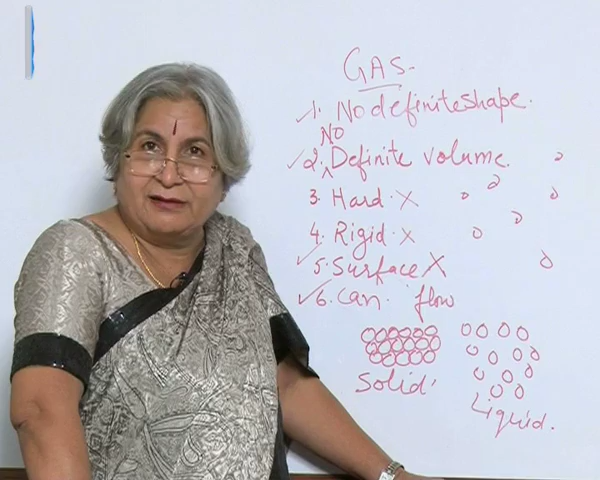 GAS-
✓1. No definite shape.
NO
✓2. ^ Definite volume.
3. Hard. X
4. Rigid. X
✓5. Surface X
✓6. Can. flow
Solid.
Liquid.